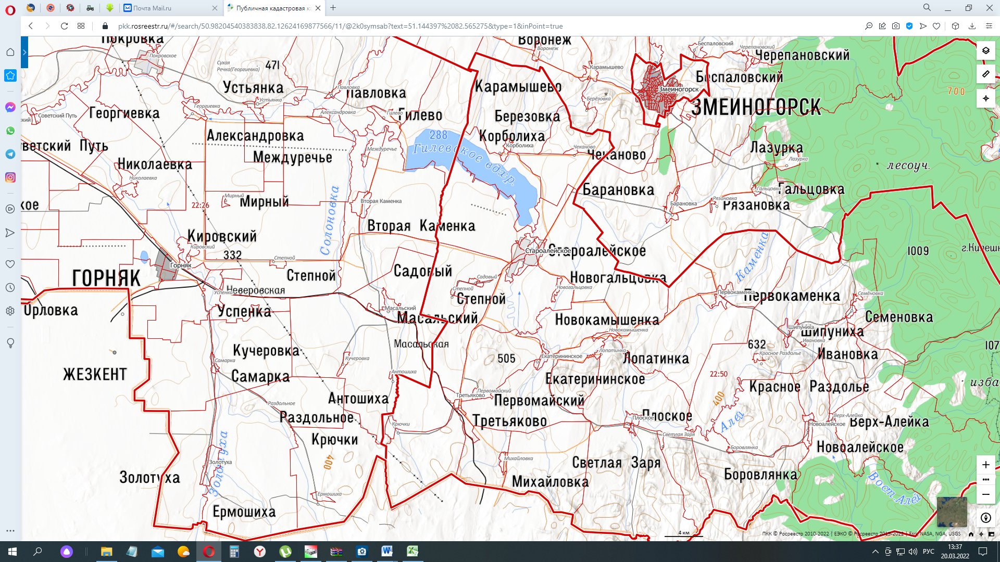 Почта Mail.ru
Публичная кадастровая ка
pkk.rosreestr.ru/#/search/50.98204540383838,82.12624169877566/11/@2k0symsab?text=51.144397%2082.565275&type=1&inPoint=true
Покровка
Покровское
Воронеж
Воронеж
Беспаловский
Черепановский
Черепановский
Сухая
Речка(Георгиевка)
471
Карамышево
Беспаловский
Устьянка
Павловка
Павловка
Карамышево
Змеиногорск
700
Устьянка
Берёзовка
ЗМЕИНОГОРСК
Георгиевка
Георгиевка
Советский Путь
Александровка
Гилево
Гилево
Березовка
Александровка
288
Корболиха
Корболиха
ветский Путь
Междуречье
Междуречье
Гилевское вдхр.
Чеканово
Чеканово
Лазурка
Лазурка
Николаевка
Николаевка
лесоуч.
Барановка
Гальцовка
Гальцовка
Мирный
Мирный
Вторая Каменка
Барановка
Рязановка
Рязановка
кое
22:26
Солоновка
Вторая Каменка
Кировский
Кировский
332
Степной
Староалейское
Староалейское
Каменка
1009
г.Кирешн
Горняк
ГОРНЯК
Степной
Садовый
Садовый
Новогальцовка
Новогальцовка
Неверовская
Успенка
Степной
Степной
Первокаменка
Первокаменка
Семёновка
Орловка
Успенка
Масальский
Масальский
Новокамышенка
Новокамышенка
Семеновка
Шипуниха
Шипуниха
Масальская
Ивановка
632
107
Кучеровка
Кучеровка
505
Екатерининское
Лопатинка
Лопатинка
Красное Раздолье
Ивановка
Самарка
Самарка
ЖЕЗКЕНТ
Антошиха
Екатерининское
22:50
Красное Раздолье
изба
Антошиха
Первомайский
Третьяково
Первомайский
400
Раздольное
Раздольное
Третьяково
Плоское
Плоское
Алей
Верх-Алейка
Новоалейское
Верх-Алейка
Крючки
Крючки
Светлая Заря
Боровлянка
Новоалейское
Золотуха
Золотуха
Золотуха
400
Михайловка
Светлая Заря
Михайловка
Боровлянка
Вост.Алей
Ермошиха
Ермошиха
4 км
ПКК © Росреестр 2010-2022 | ЕЭКО © Росреестр 2015-2022 | Esri, NASA, NGA, USGS
РУС
13:37
20.03.2022